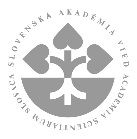 SLOVENSKÁ AKADÉMIA VIED
ACADEMIA SCIENTIARUM SLOVACA